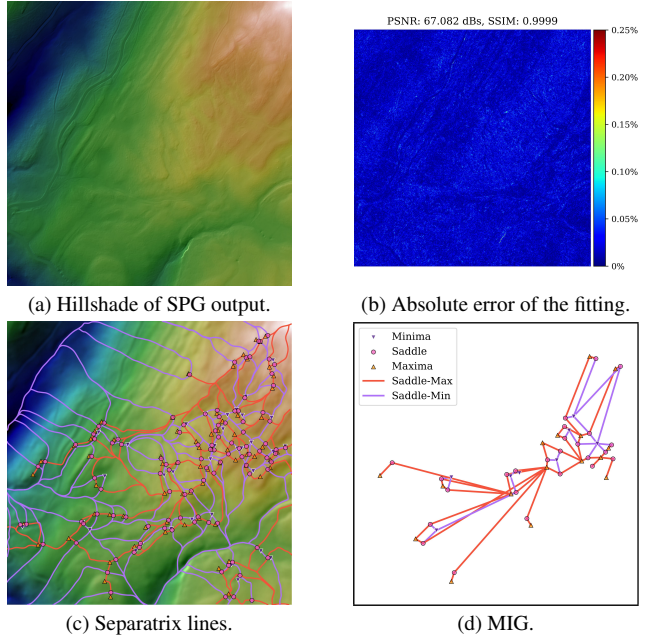 PSNR: 67.082 dBs, SSIM: 0.9999
0.25%
0.20%
0.15%
0.10%
0.05%
0%
(a) Hillshade of SPG output.
(b) Absolute error of the fitting.
Minima
Saddle
Maxima
Saddle-Max
Saddle-Min
(c) Separatrix lines.
(d) MIG.